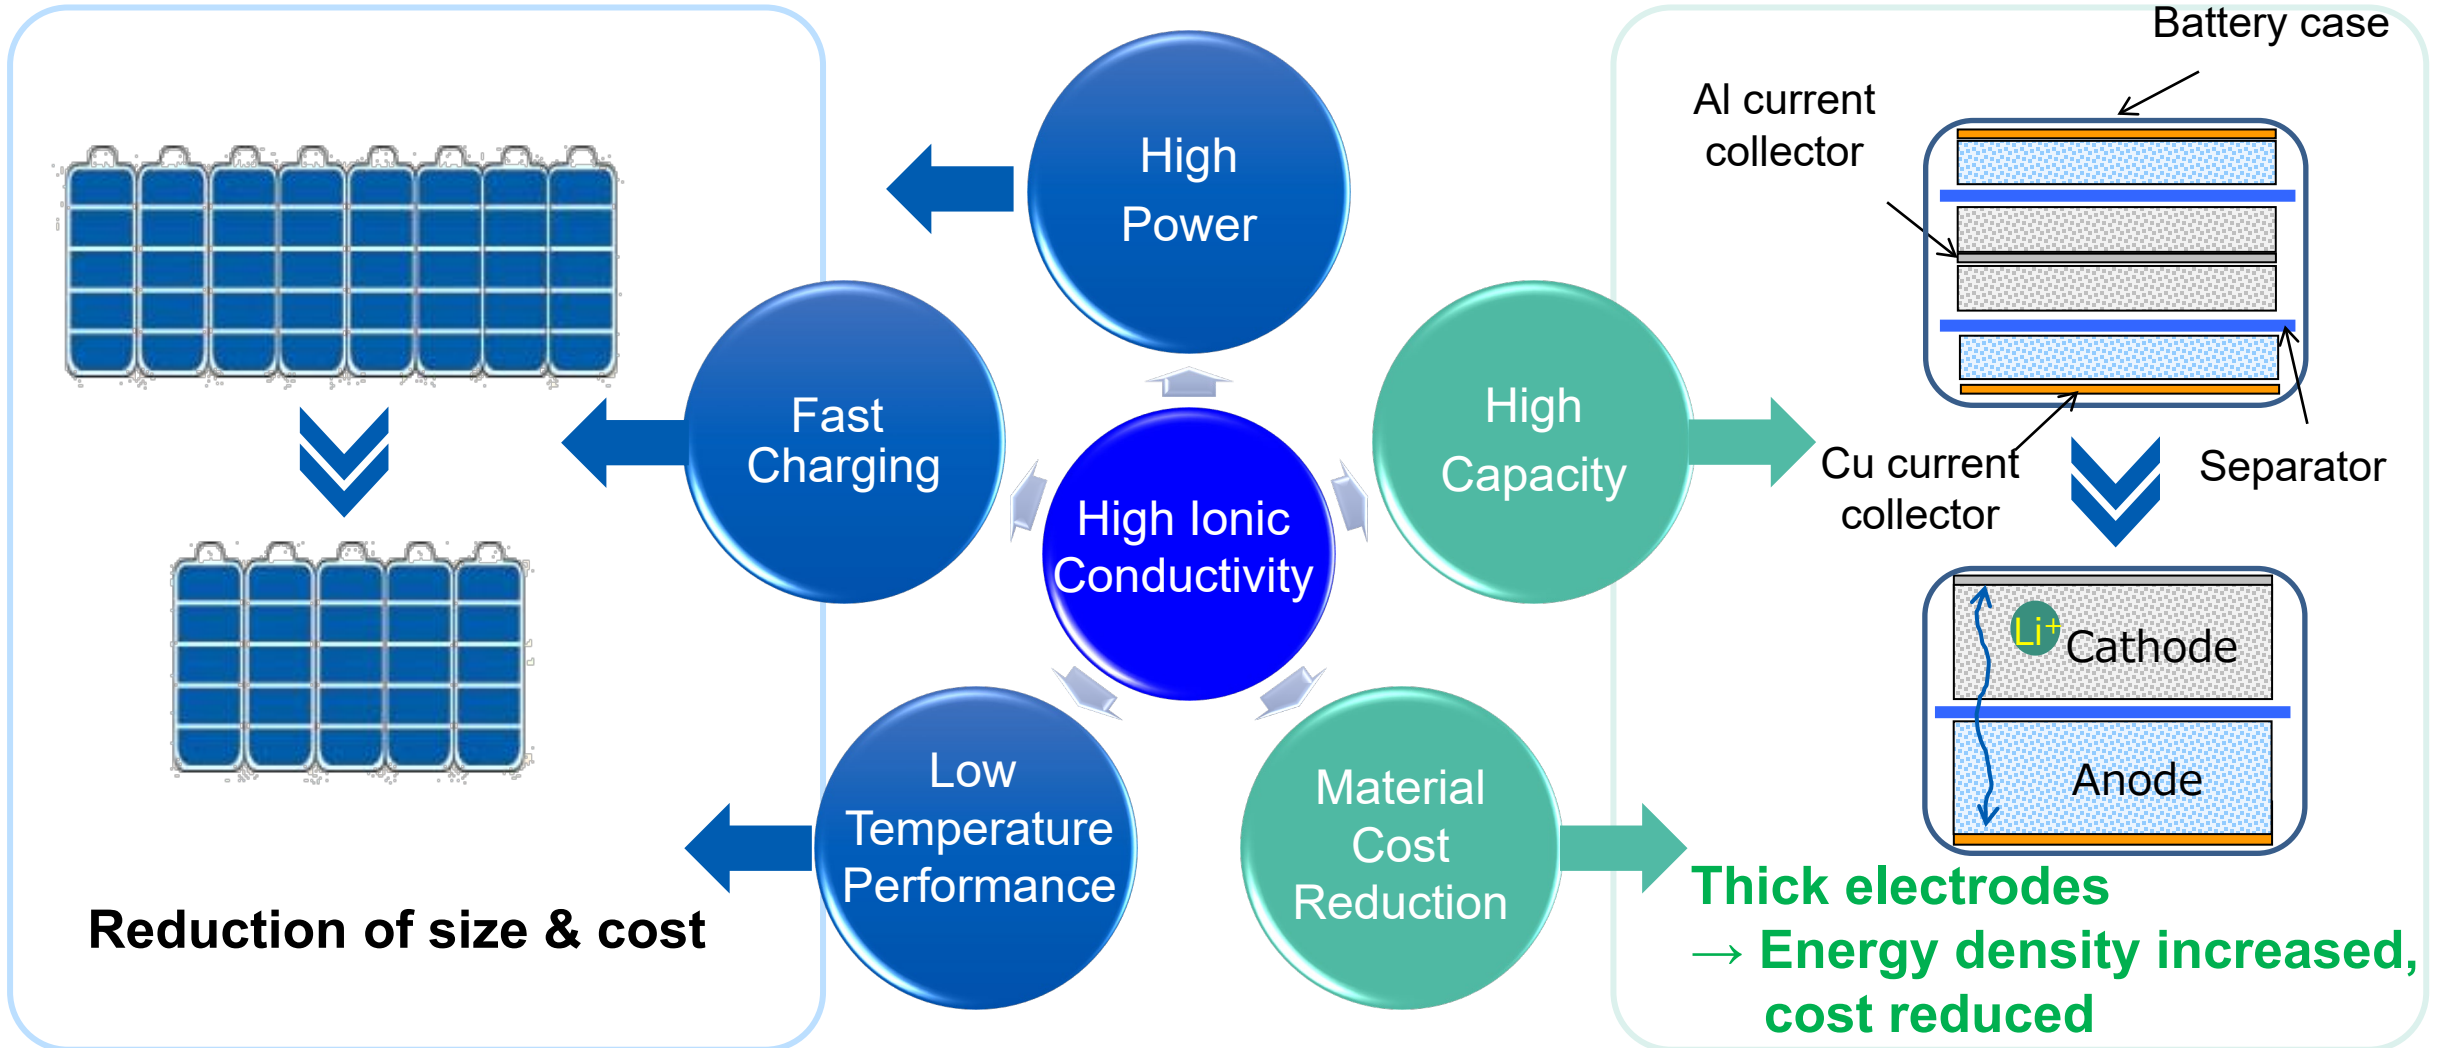 Battery case
Al current
collector
High
Power
Fast
Charging
High
Capacity
High Ionic
Conductivity
Cu current
collector
Separator
Li⁺
Cathode
Anode
Low
Temperature
Performance
Material
Cost
Reduction
Reduction of size & cost
Thick electrodes
→ Energy density increased,
cost reduced